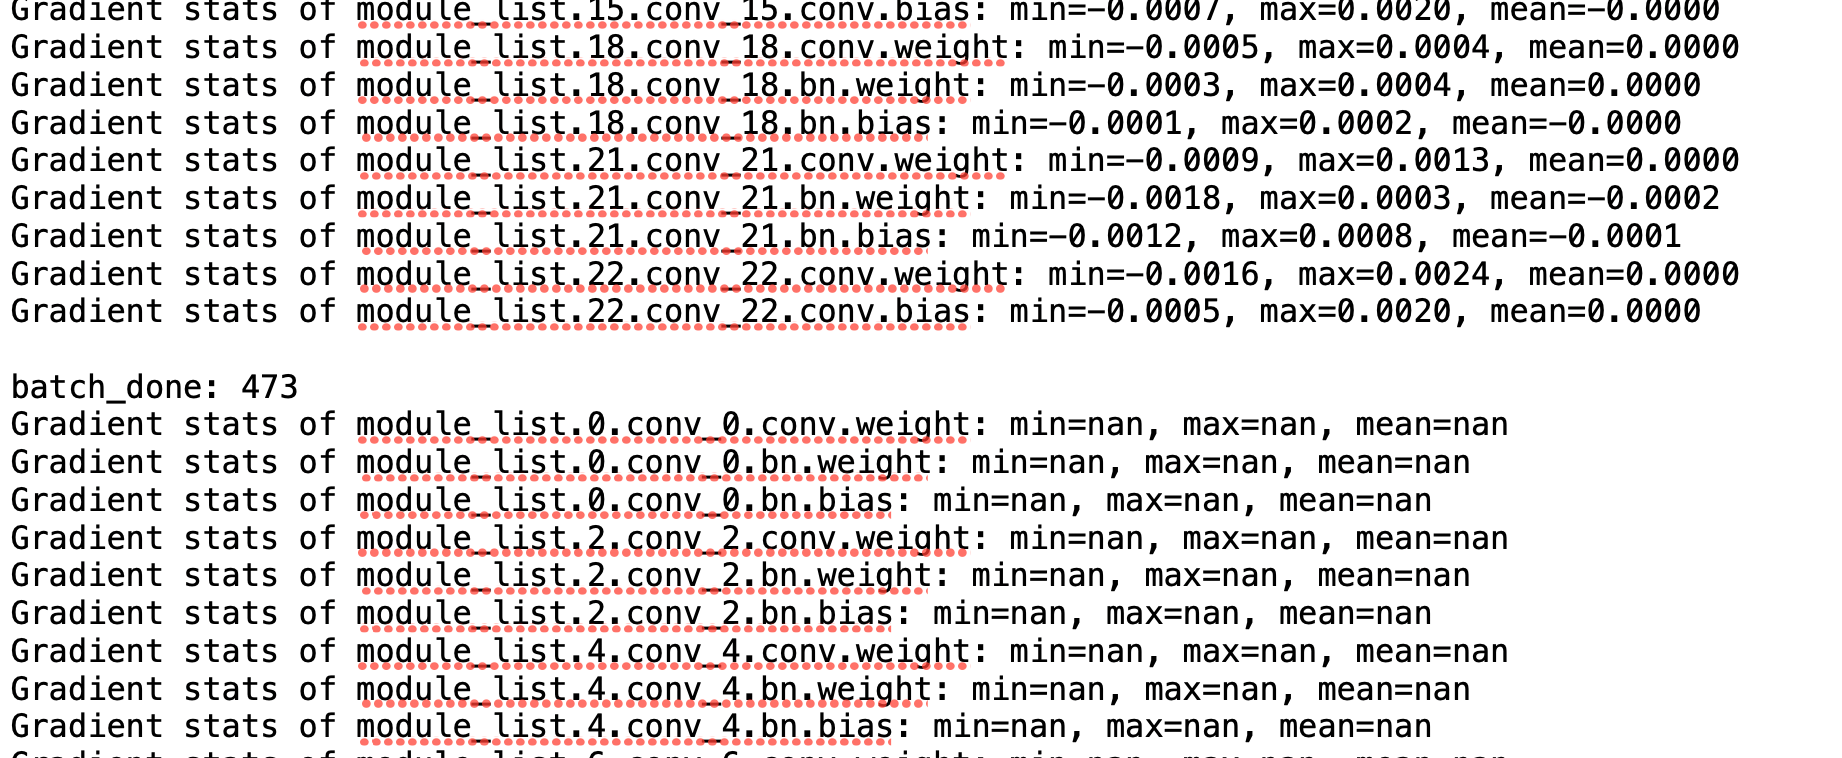 Gradient stats of module_list.15.conv_15.conv.bias: min=-0.0007, max=0.0020, mean=-0.0000
Gradient stats of module_list.18.conv_18.conv.weight: min=-0.0005, max=0.0004, mean=0.0000
Gradient stats of module_list.18.conv_18.bn.weight: min=-0.0003, max=0.0004, mean=0.0000
Gradient stats of module_list.18.conv_18.bn.bias: min=-0.0001, max=0.0002, mean=-0.0000
Gradient stats of module_list.21.conv_21.conv.weight: min=-0.0009, max=0.0013, mean=0.0000
Gradient stats of module_list.21.conv_21.bn.weight: min=-0.0018, max=0.0003, mean=-0.0002
Gradient stats of module_list.21.conv_21.bn.bias: min=-0.0012, max=0.0008, mean=-0.0001
Gradient stats of module_list.22.conv_22.conv.weight: min=-0.0016, max=0.0024, mean=0.0000
Gradient stats of module_list.22.conv_22.conv.bias: min=-0.0005, max=0.0020, mean=0.0000
batch_done: 473
Gradient stats of module_list.0.conv_0.conv.weight: min=nan, max=nan, mean=nan
Gradient stats of module_list.0.conv_0.bn.weight: min=nan, max=nan, mean=nan
Gradient stats of module_list.0.conv_0.bn.bias: min=nan, max=nan, mean=nan
Gradient stats of module_list.2.conv_2.conv.weight: min=nan, max=nan, mean=nan
Gradient stats of module_list.2.conv_2.bn.weight: min=nan, max=nan, mean=nan
Gradient stats of module_list.2.conv_2.bn.bias: min=nan, max=nan, mean=nan
Gradient stats of module_list.4.conv_4.conv.weight: min=nan, max=nan, mean=nan
Gradient stats of module_list.4.conv_4.bn.weight: min=nan, max=nan, mean=nan
Gradient stats of module_list.4.conv_4.bn.bias: min=nan, max=nan, mean=nan